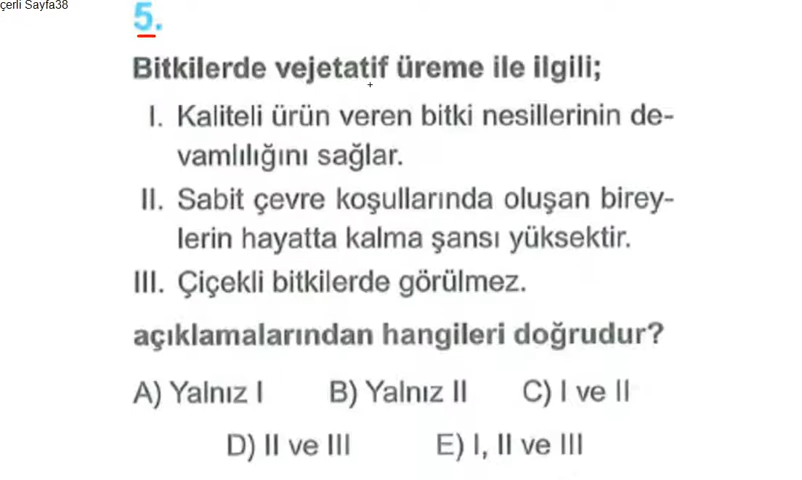 çerli Sayfa38
5.
Bitkilerde vejetatif üreme ile ilgili;
I. Kaliteli ürün veren bitki nesillerinin de-
vamlılığını sağlar.
II. Sabit çevre koşullarında oluşan birey-
lerin hayatta kalma şansı yüksektir.
III. Çiçekli bitkilerde görülmez.
açıklamalarından hangileri doğrudur?
A) Yalnız I B) Yalnız II C) I ve II
D) II ve III E) I, II ve III